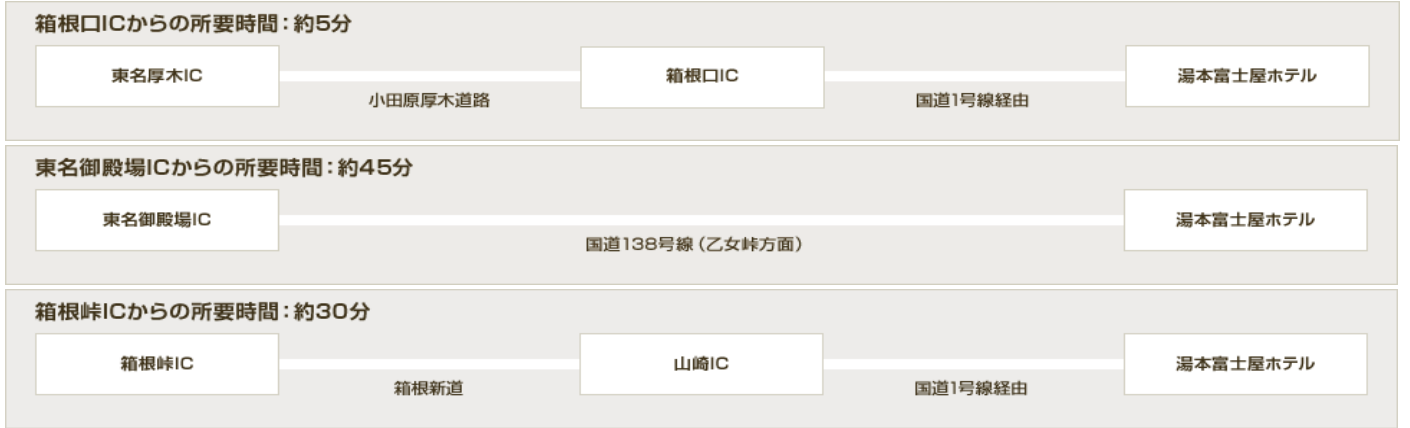 箱根口ICからの所要時間：約5分
東名厚木IC
小田原厚木道路
箱根口IC
国道1号線経由
湯本富士屋ホテル
東名御殿場ICからの所要時間：約45分
東名御殿場IC
国道138号線（乙女峠方面）
湯本富士屋ホテル
箱根峠ICからの所要時間：約30分
箱根峠IC
箱根新道
山崎IC
国道1号線経由
湯本富士屋ホテル